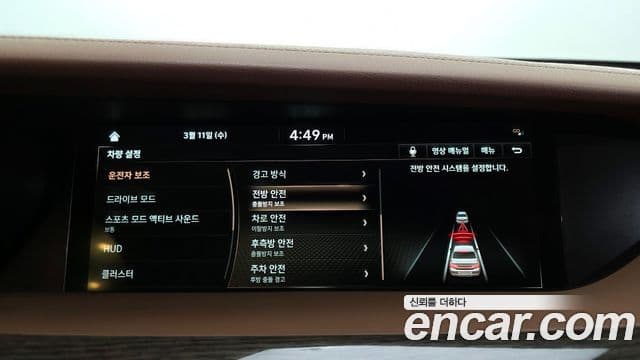 3월 11일 (수)
4:49 PM
차량 설정
영상 매뉴얼
메뉴
운전자 보조
드라이브 모드
스포츠 모드 액티브 사운드
보통
HUD
클러스터
경고 방식
전방 안전
충돌방지 보조
차로 안전
이탈방지 보조
후측방 안전
충돌방지 보조
주차 안전
후방 충돌 경고
전방 안전 시스템을 설정합니다.
신뢰를 더하다
encar.com